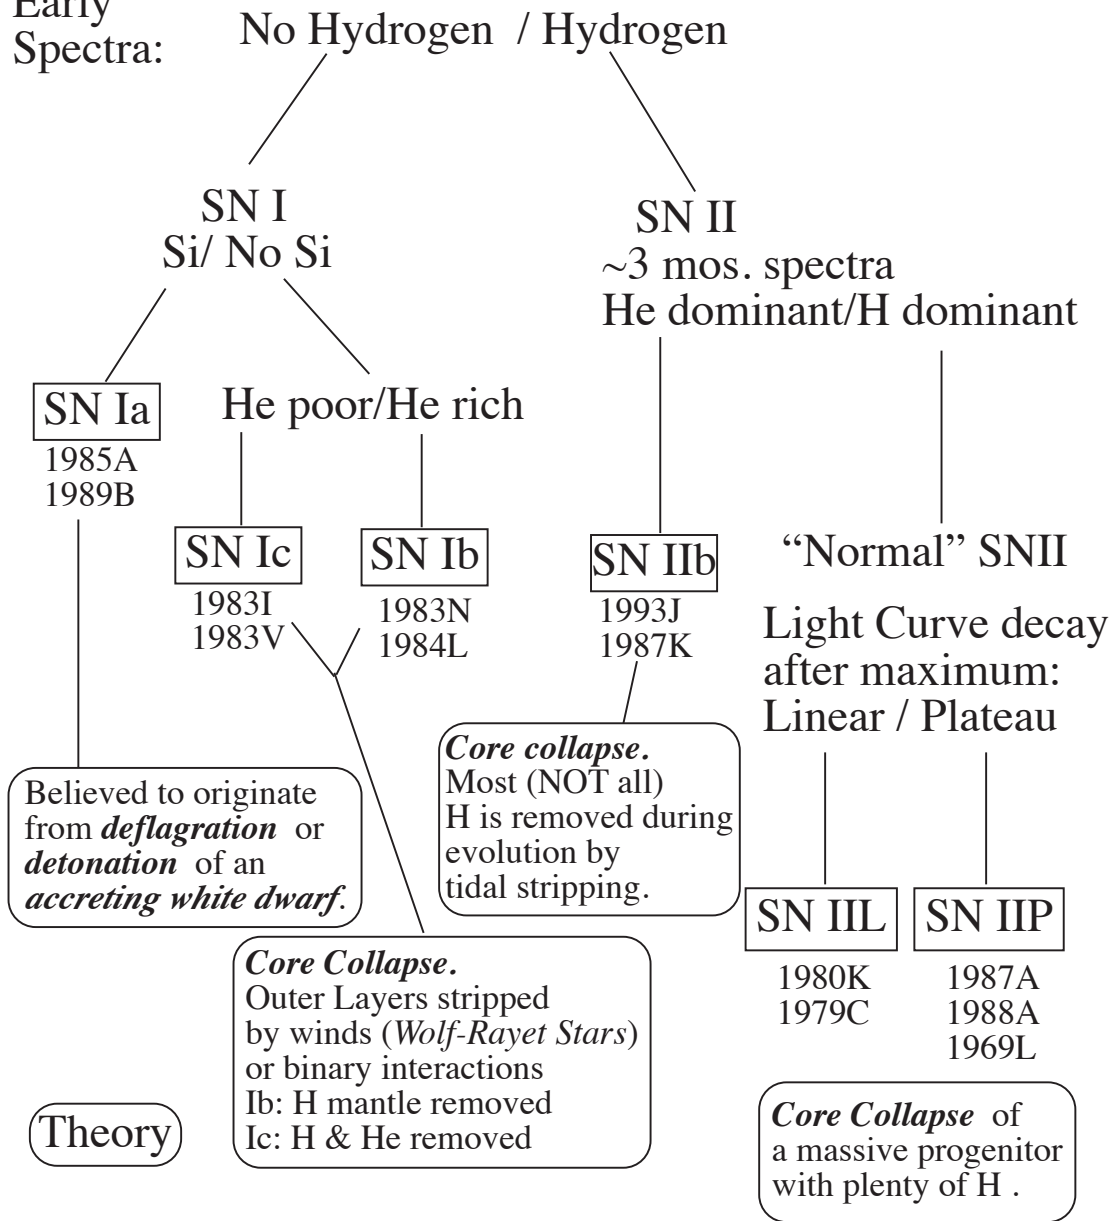 Early
Spectra:
No Hydrogen / Hydrogen
SN I
Si/ No Si
SN II
~3 mos. spectra
He dominant/H dominant
SN Ia
1985A
1989B
He poor/He rich
SN Ic
1983I
1983V
SN Ib
1983N
1984L
SN IIb
1993J
1987K
“Normal” SNII
Light Curve decay
after maximum:
Linear / Plateau
Believed to originate
from deflagration or
detonation of an
accreting white dwarf.
Core collapse.
Most (NOT all)
H is removed during
evolution by
tidal stripping.
SN IIL
1980K
1979C
SN IIP
1987A
1988A
1969L
Core Collapse.
Outer Layers stripped
by winds (Wolf-Rayet Stars)
or binary interactions
Ib: H mantle removed
Ic: H & He removed
Theory
Core Collapse of
a massive progenitor
with plenty of H .